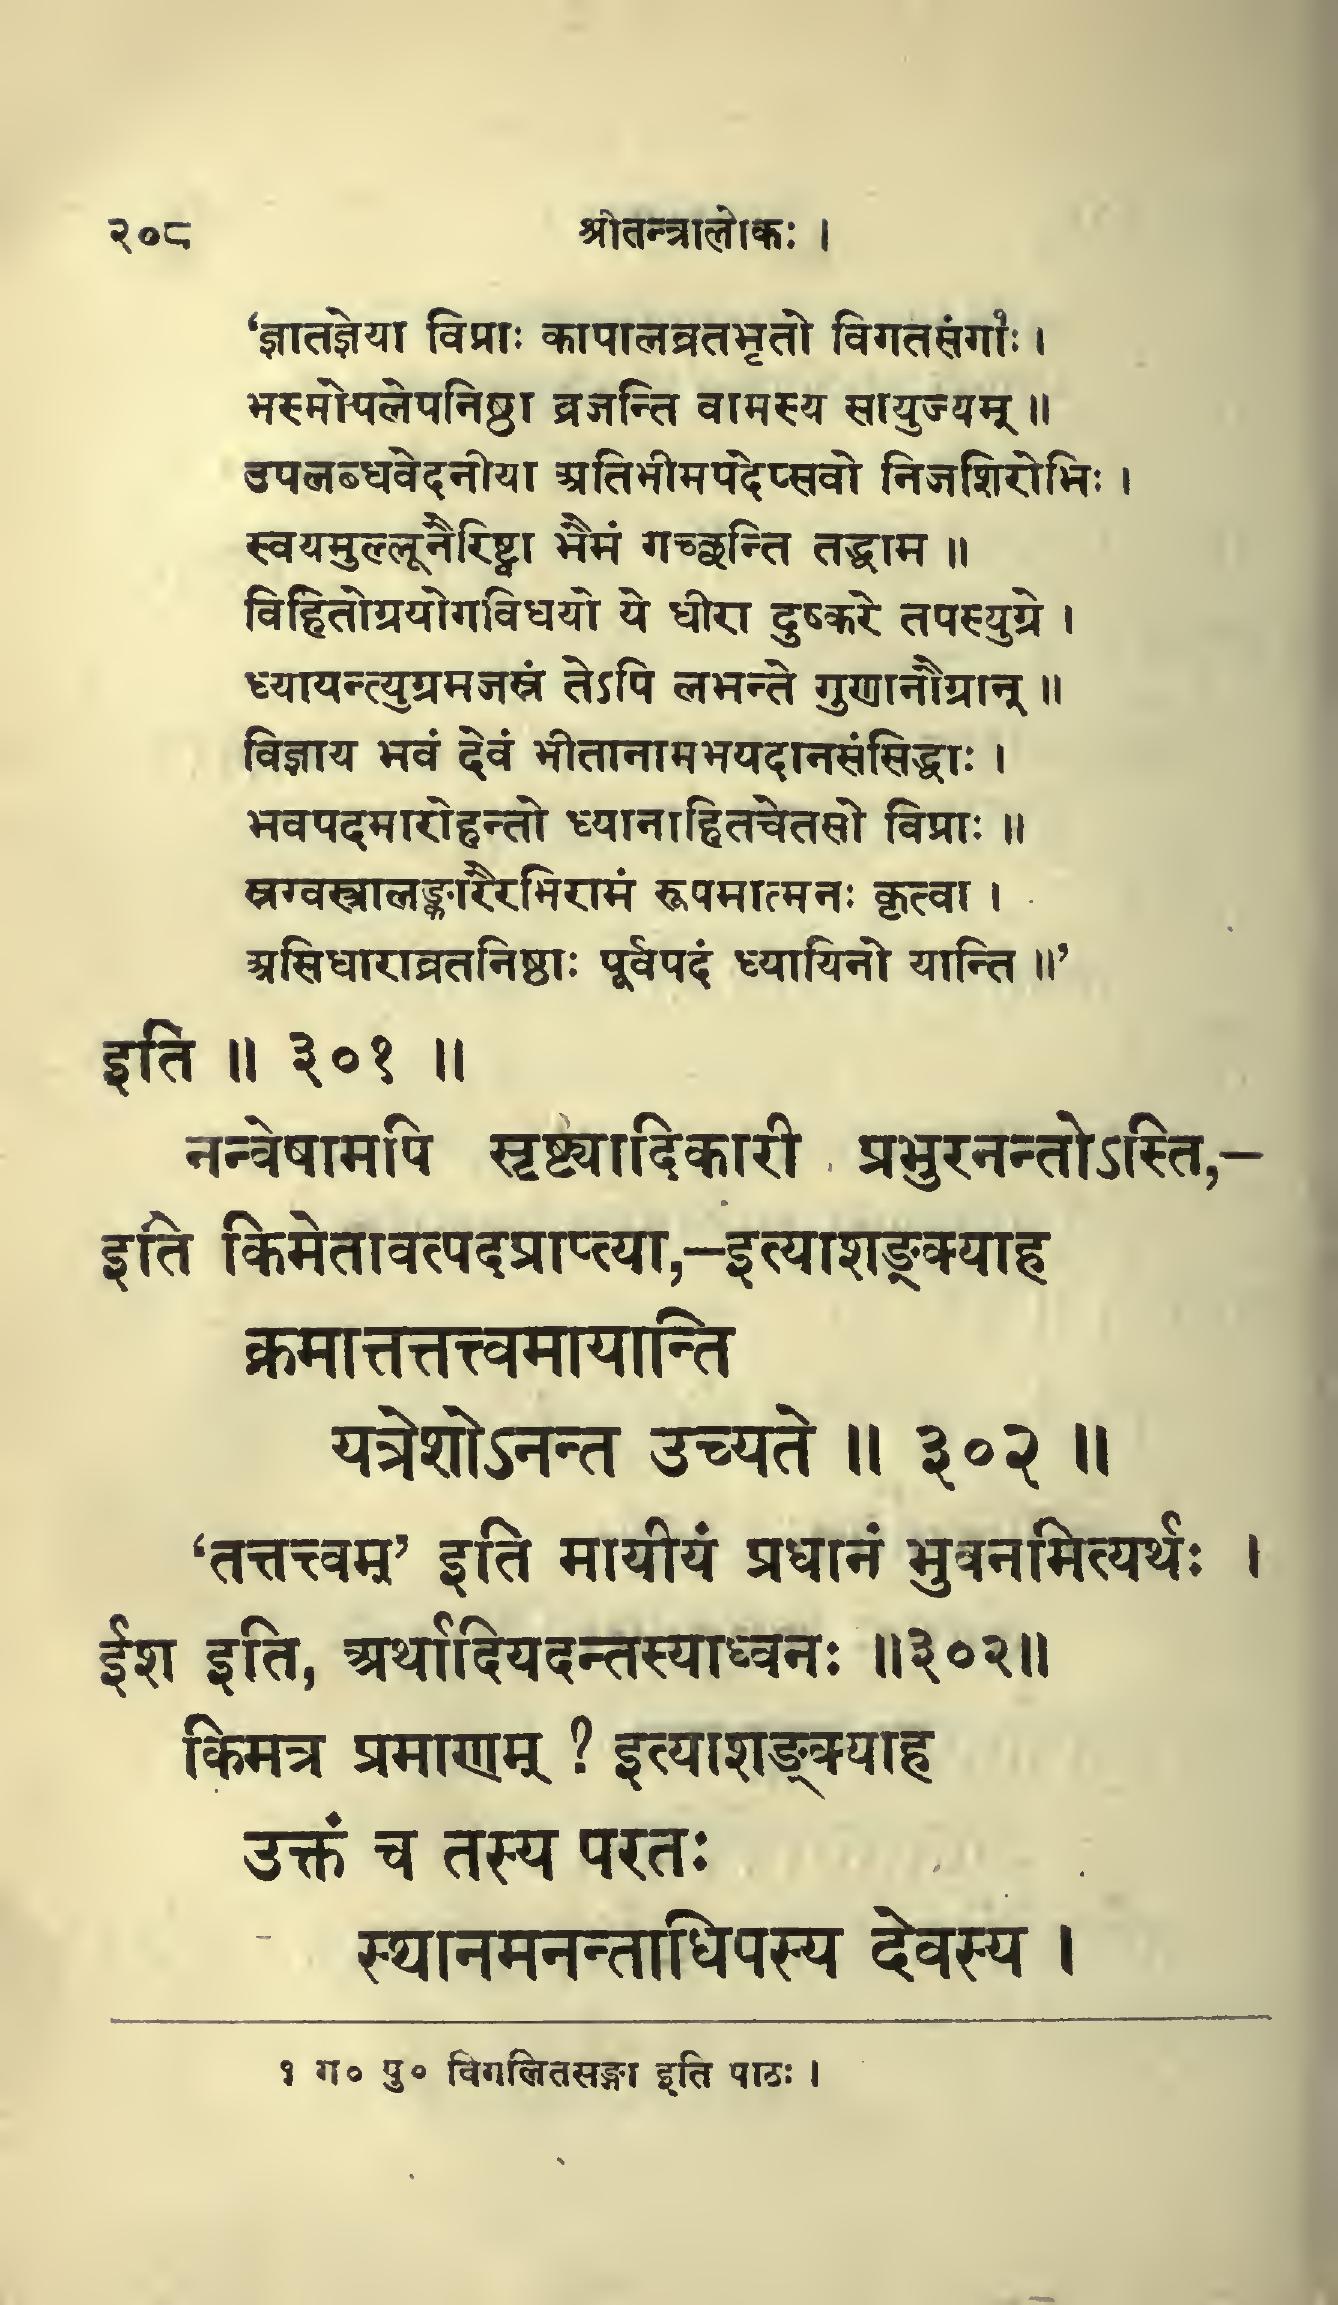 २०८ श्रीतन्त्रालोकः ।
‘ज्ञातज्ञेया विप्राः कापालव्रतभृतो विगतसंगा१ः ।
भस्मोपलेपनिष्ठा व्रजन्ति वामस्य सायुज्यम् ॥
उपलब्धवेदनीया अतिभीमपदेप्सवो निजशिरोभिः ।
स्वयमुल्लूनैरिष्ट्वा भैमं गच्छन्ति तद्धाम ॥
विहितोग्रयोगविधयो ये धीरा दुष्करे तपस्युग्रे ।
ध्यायन्त्युग्रमजस्रं तेऽपि लभन्ते गुणानौग्रान् ॥
विज्ञाय भवं देवं भीतानामभयदानसंसिद्धाः ।
भवपदमारोहन्तो ध्यानाहितचेतसो विप्राः ॥
स्रग्वस्त्रालङ्कारैरभिरामं रूपमात्मनः कृत्वा ।
असिधाराव्रतनिष्ठाः पूर्वपदं ध्यायिनो यान्ति ॥’
इति ॥ ३०१ ॥
नन्वेषामपि सृष्ट्यादिकारी प्रभुरनन्तोऽस्ति,—
इति किमेतावत्पदप्राप्त्या,—इत्याशङ्क्याह
क्रमात्तत्तत्त्वमायान्ति
यत्रेशोऽनन्त उच्यते ॥ ३०२ ॥
‘तत्तत्त्वम्’ इति मायीयं प्रधानं भुवनमित्यर्थः ।
ईश इति, अर्थादियदन्तस्याध्वनः ॥३०२॥
किमत्र प्रमाणम् ? इत्याशङ्क्याह
उक्तं च तस्य परतः
स्थानमनन्ताधिपस्य देवस्य ।
१ ग० पु० विगलितसङ्गा इति पाठः ।